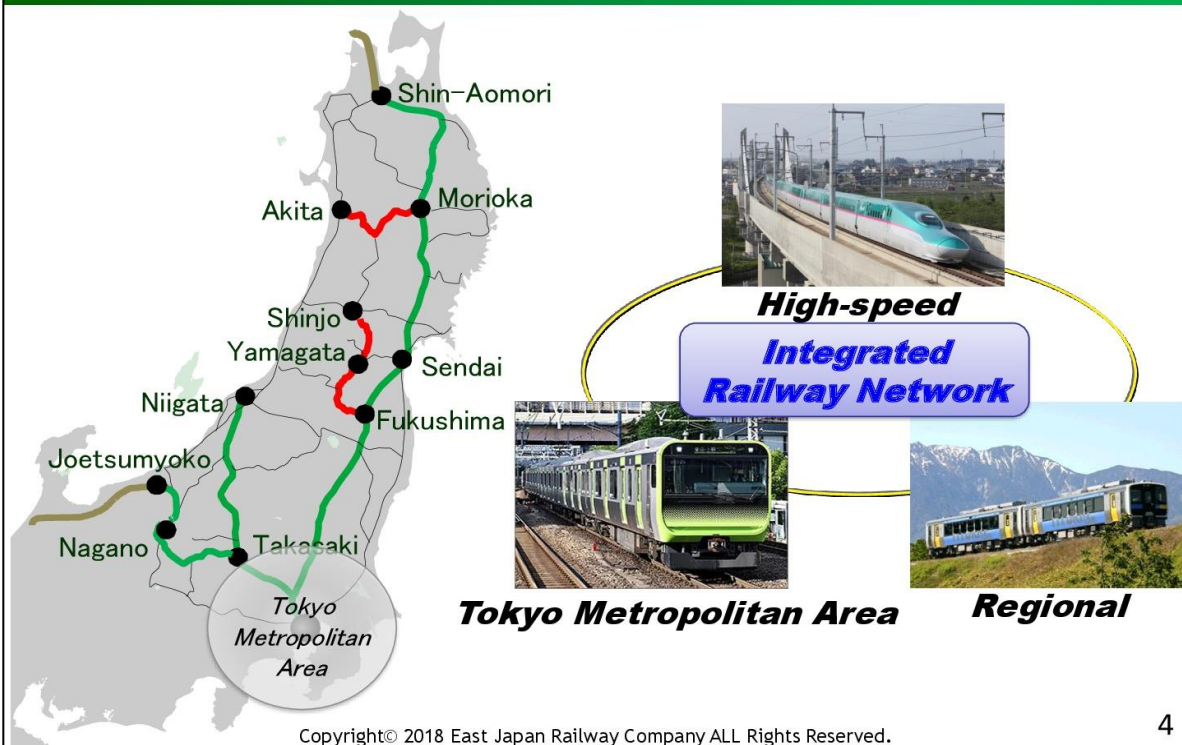 Shin-Aomori
Akita
Morioka
Shinjo
Yamagata
Sendai
Niigata
Fukushima
Joetsumyoko
Nagano
Takasaki
Tokyo
Metropolitan
Area
High-speed
Integrated
Railway Network
Tokyo Metropolitan Area
Regional
Copyright© 2018 East Japan Railway Company ALL Rights Reserved.
4